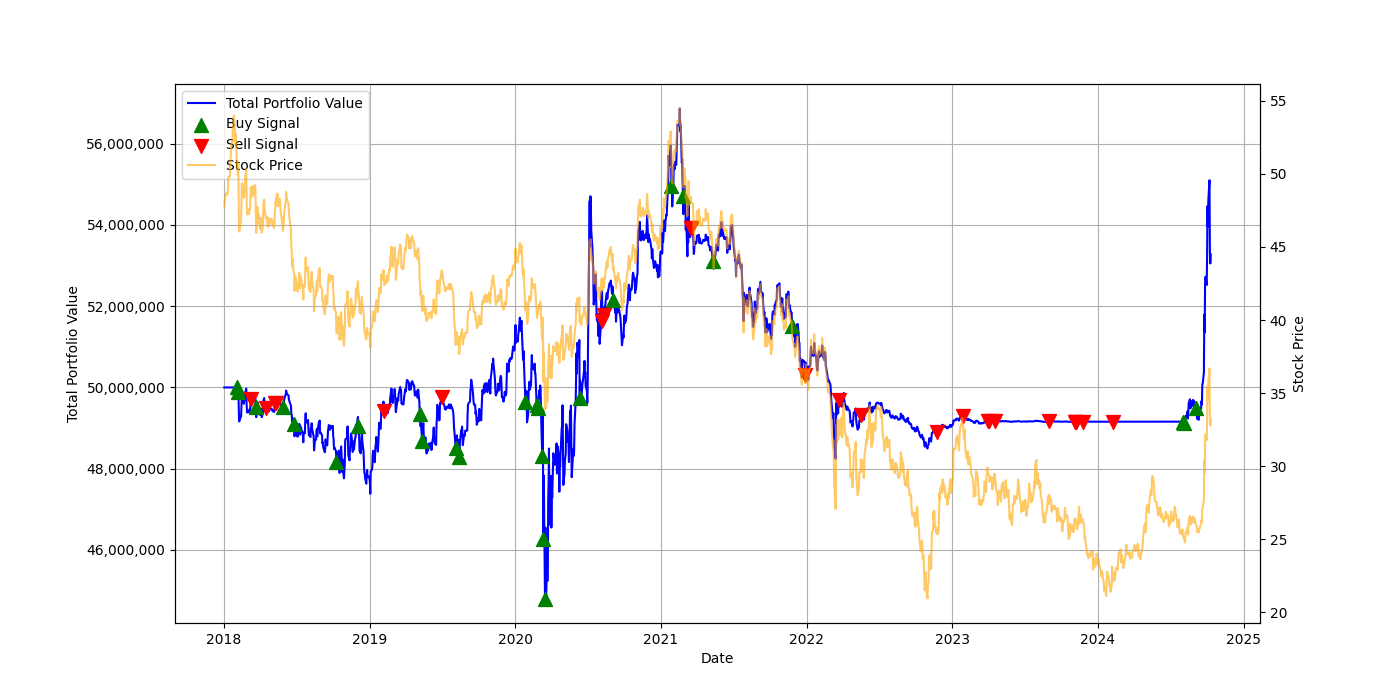 Total Portfolio Value
Buy Signal
Sell Signal
Stock Price
56,000,000
54,000,000
52,000,000
50,000,000
48,000,000
46,000,000
Total Portfolio Value
55
50
45
40
35
30
25
20
Stock Price
2018 2019 2020 2021 2022 2023 2024 2025
Date